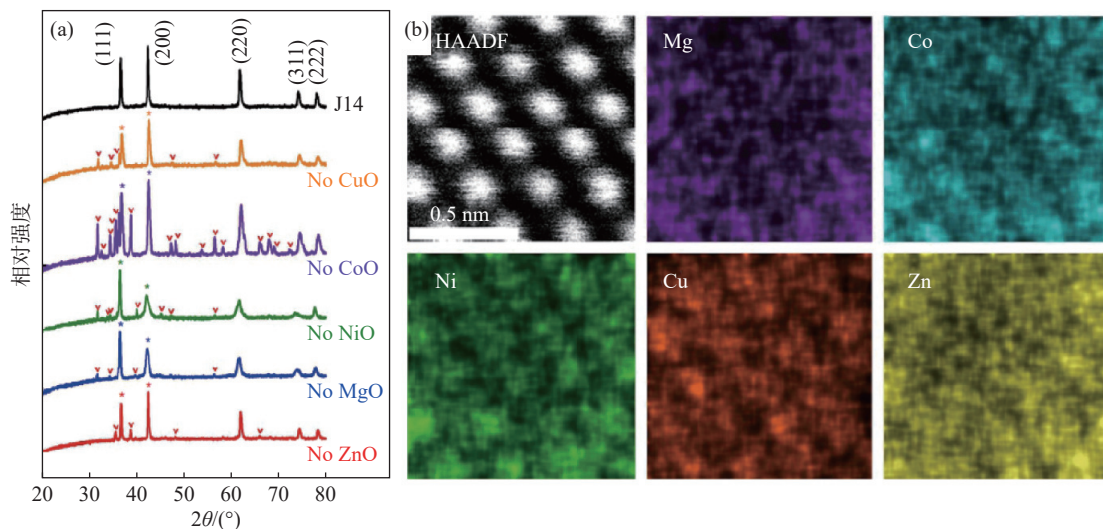 (a)
(111)
(200)
(220)
(311)
(222)
J14
No CuO
No CoO
No NiO
No MgO
No ZnO
相对强度
20 30 40 50 60 70 80
2θ/(°)
(b)
HAADF
0.5 nm
Mg
Co
Ni
Cu
Zn